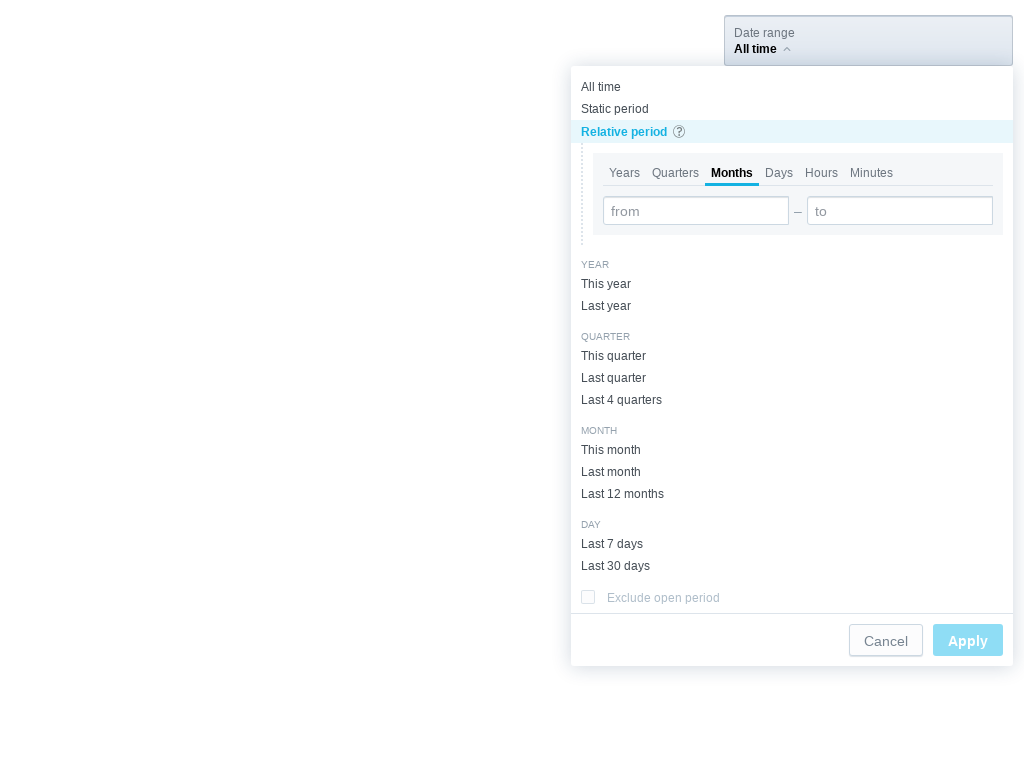 Date range
All time
All time
Static period
Relative period
Years Quarters Months Days Hours Minutes
from – to
YEAR
This year
Last year
QUARTER
This quarter
Last quarter
Last 4 quarters
MONTH
This month
Last month
Last 12 months
DAY
Last 7 days
Last 30 days
Exclude open period
Cancel Apply